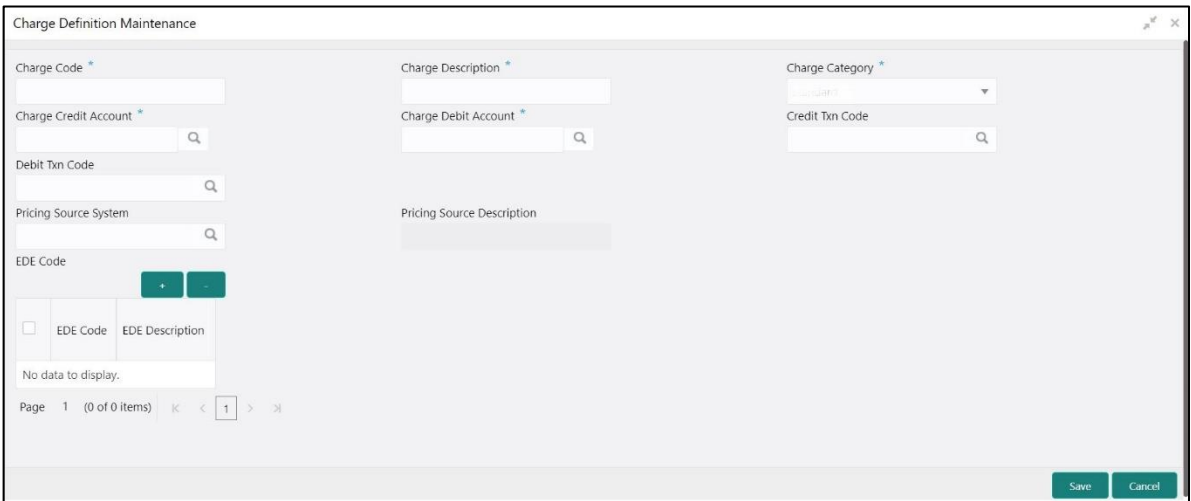 Charge Definition Maintenance
Charge Code * Charge Description * Charge Category *
Charge Credit Account * Charge Debit Account * Credit Txn Code
Debit Txn Code
Pricing Source System Pricing Source Description
EDE Code
+ -
EDE Code EDE Description
No data to display.
Page 1 (0 of 0 items) 1
Save Cancel